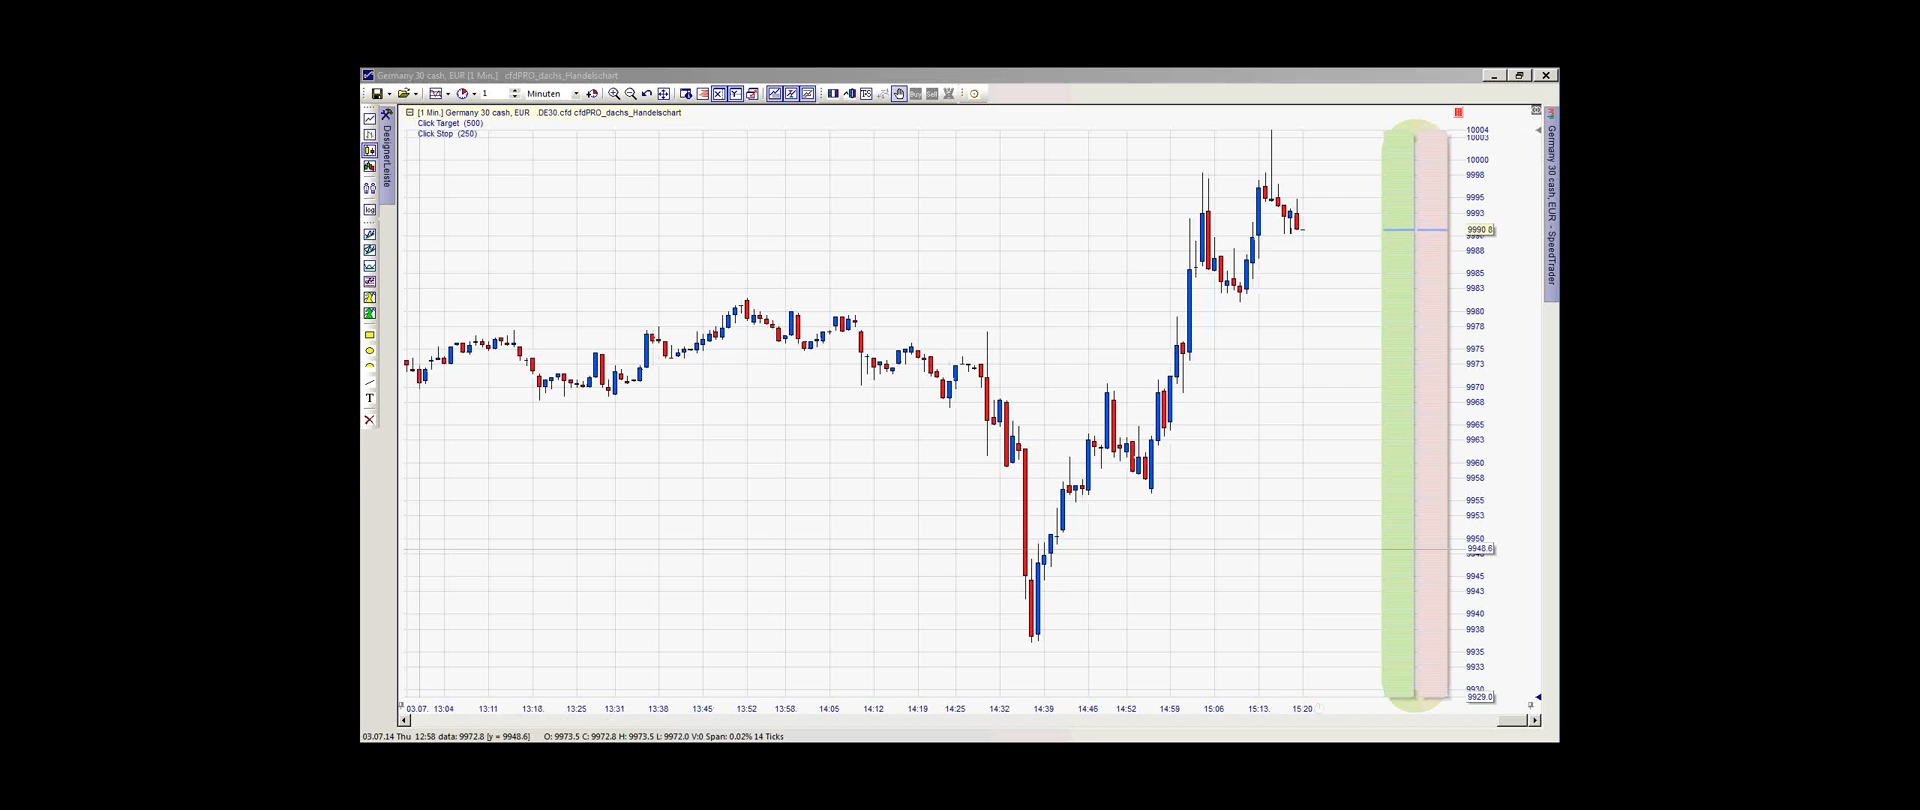 Germany 30 cash, EUR [1 Min.] cfdPRO_dachs_Handelschart
1 Minuten Buy Sell
[1 Min.] Germany 30 cash, EUR .DE30.cfd cfdPRO_dachs_Handelschart
Click Target (500)
Click Stop (250)
DesignerLeiste
log
T
Germany 30 cash, EUR - SpeedTrader
10004
10003
10000
9998
9995
9993
9990.8
9988
9985
9983
9980
9978
9975
9973
9970
9968
9965
9963
9960
9958
9955
9953
9950
9948.6
9945
9943
9940
9938
9935
9933
9930
9929.0
03.07. 13:04 13:11 13:18. 13:25 13:31 13:38 13:45 13:52 13:58. 14:05 14:12 14:19 14:25 14:32 14:39 14:46 14:52 14:59 15:06 15:13. 15:20
03.07.14 Thu 12:58 data: 9972.8 [y = 9948.6] O: 9973.5 C: 9972.8 H: 9973.5 L: 9972.0 V:0 Span: 0.02% 14 Ticks